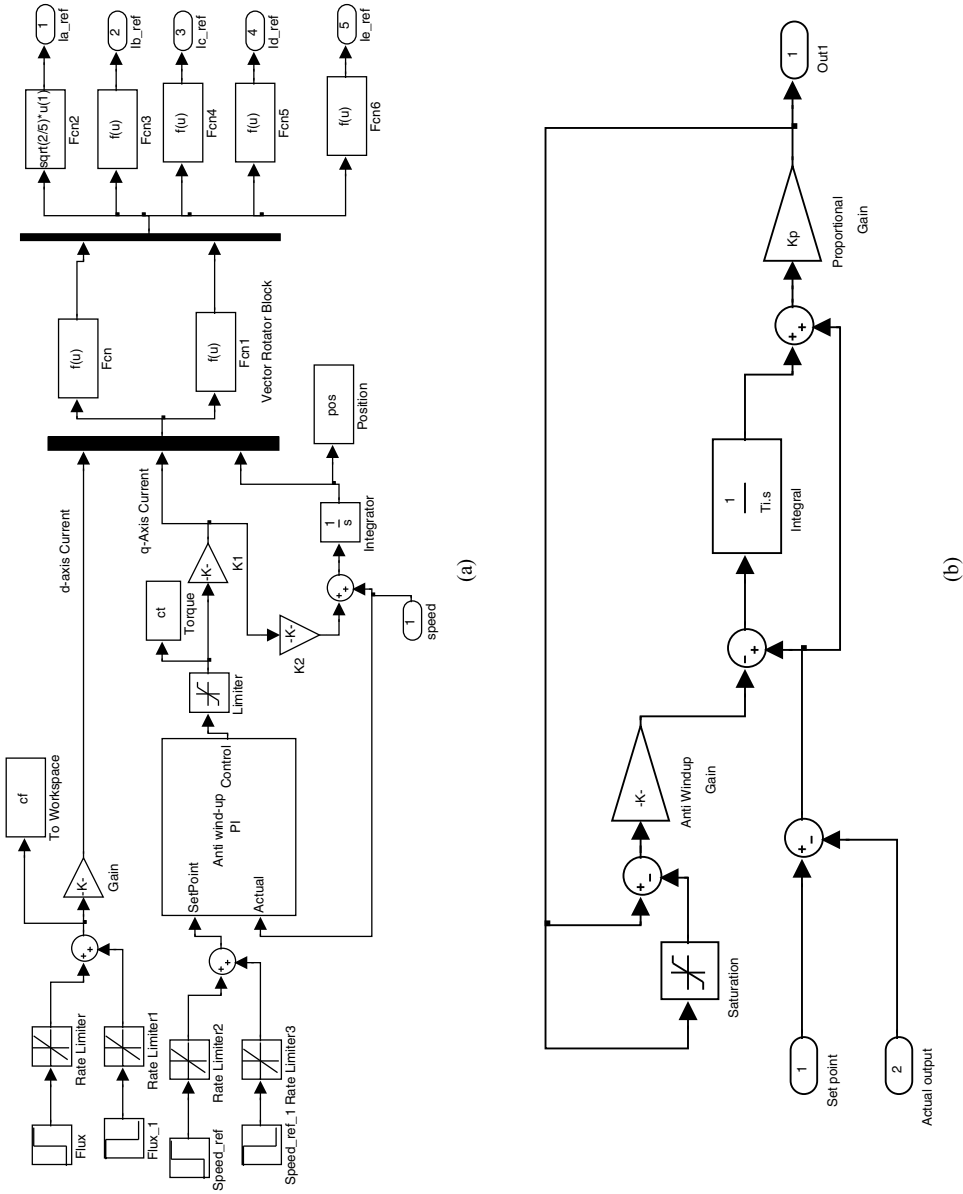 Flux
Rate Limiter
Flux_1
Rate Limiter1
-K-
Gain
cf
To Workspace
d-axis Current
Speed_ref
Rate Limiter2
Speed_ref_1
Rate Limiter3
SetPoint
Actual
Anti wind-up
PI
Control
Limiter
ct
Torque
-K-
K1
q-Axis Current
-K-
K2
1
speed
1
s
Integrator
pos
Position
f(u)
Fcn
f(u)
Fcn1
Vector Rotator Block
sqrt(2/5)*u(1)
Fcn2
f(u)
Fcn3
f(u)
Fcn4
f(u)
Fcn5
f(u)
Fcn6
1
Ia_ref
2
Ib_ref
3
Ic_ref
4
Id_ref
5
Ie_ref
(a)
1
Set point
2
Actual output
Saturation
-K-
Anti Windup
Gain
1
Ti.s
Integral
Kp
Proportional
Gain
1
Out1
(b)